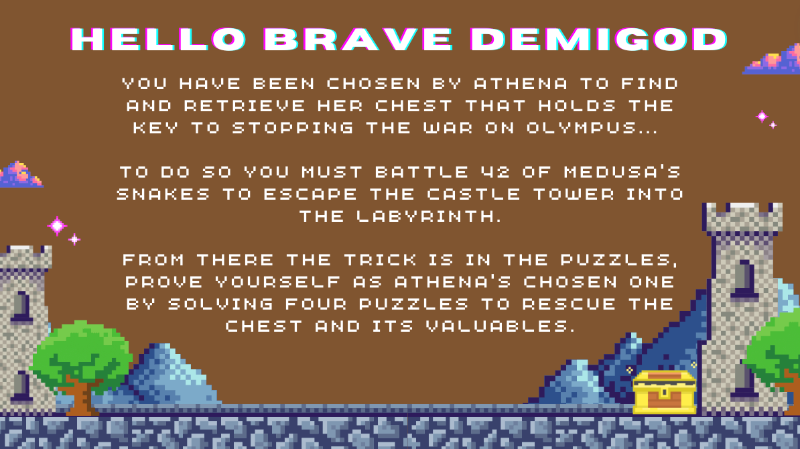 HELLO BRAVE DEMIGOD
YOU HAVE BEEN CHOSEN BY ATHENA TO FIND
AND RETRIEVE HER CHEST THAT HOLDS THE
KEY TO STOPPING THE WAR ON OLYMPUS...
TO DO SO YOU MUST BATTLE 42 OF MEDUSA'S
SNAKES TO ESCAPE THE CASTLE TOWER INTO
THE LABYRINTH.
FROM THERE THE TRICK IS IN THE PUZZLES,
PROVE YOURSELF AS ATHENA'S CHOSEN ONE
BY SOLVING FOUR PUZZLES TO RESCUE THE
CHEST AND ITS VALUABLES.